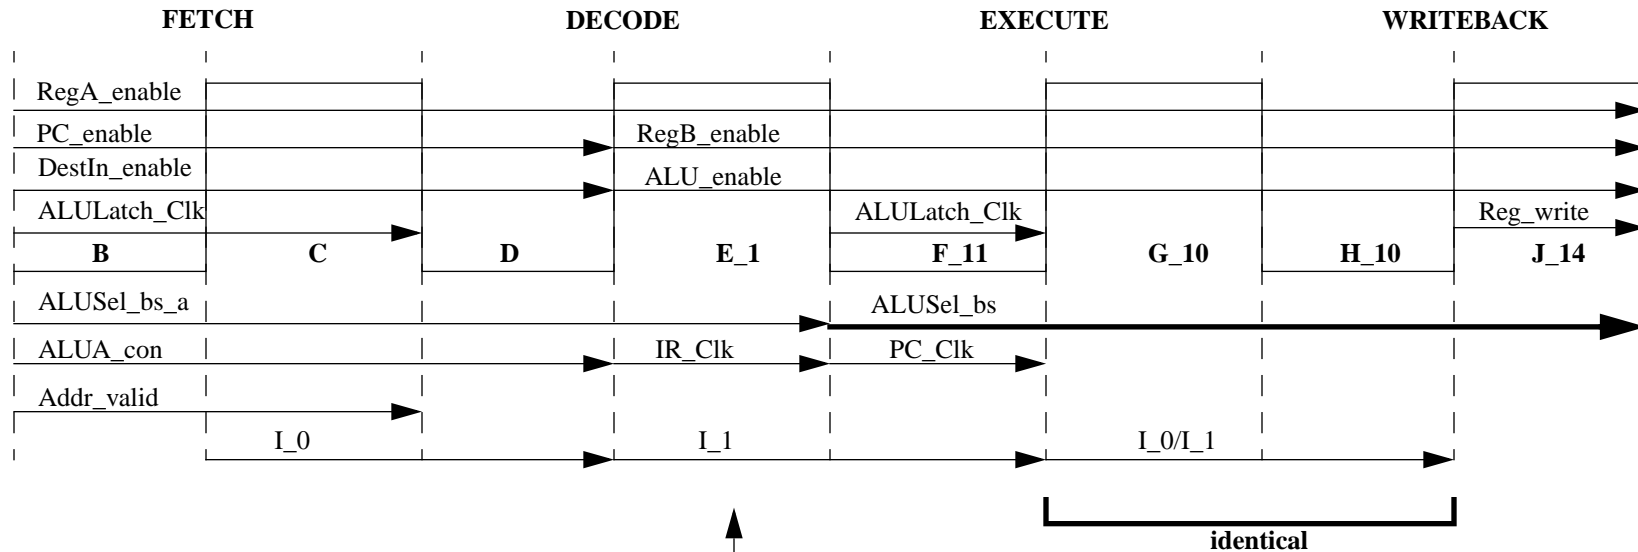 FETCH DECODE EXECUTE WRITEBACK
RegA_enable
PC_enable RegB_enable
DestIn_enable ALU_enable
ALULatch_Clk ALULatch_Clk Reg_write
B C D E_1 F_11 G_10 H_10 J_14
ALUSel_bs_a ALUSel_bs
ALUA_con IR_Clk PC_Clk
Addr_valid
I_0 I_1 I_0/I_1
identical